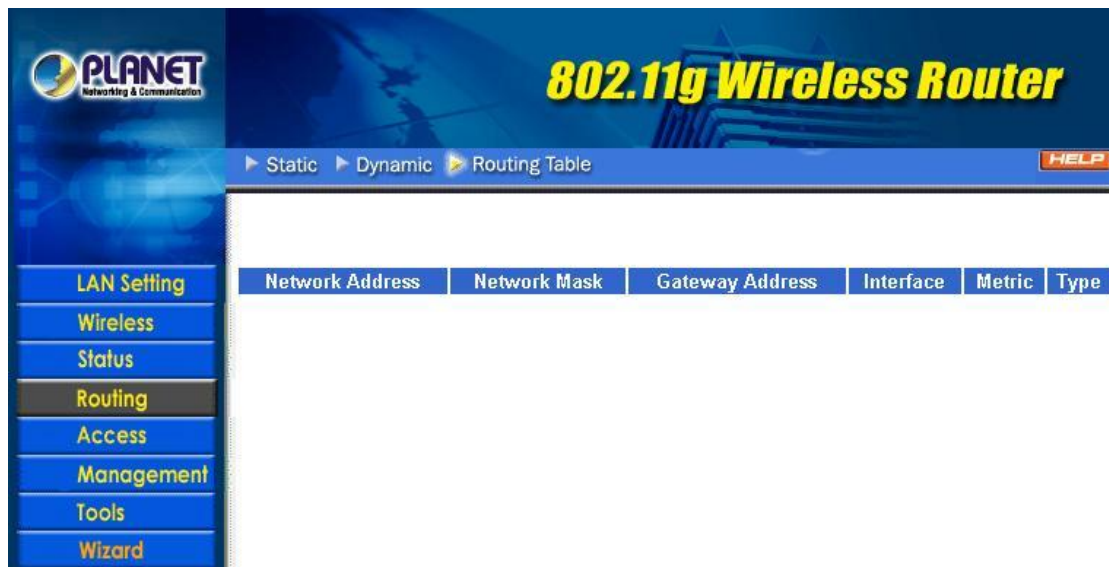 PLANET
Networking & Communication
802.11g Wireless Router
Static Dynamic Routing Table HELP
LAN Setting
Wireless
Status
Routing
Access
Management
Tools
Wizard
Network Address Network Mask Gateway Address Interface Metric Type